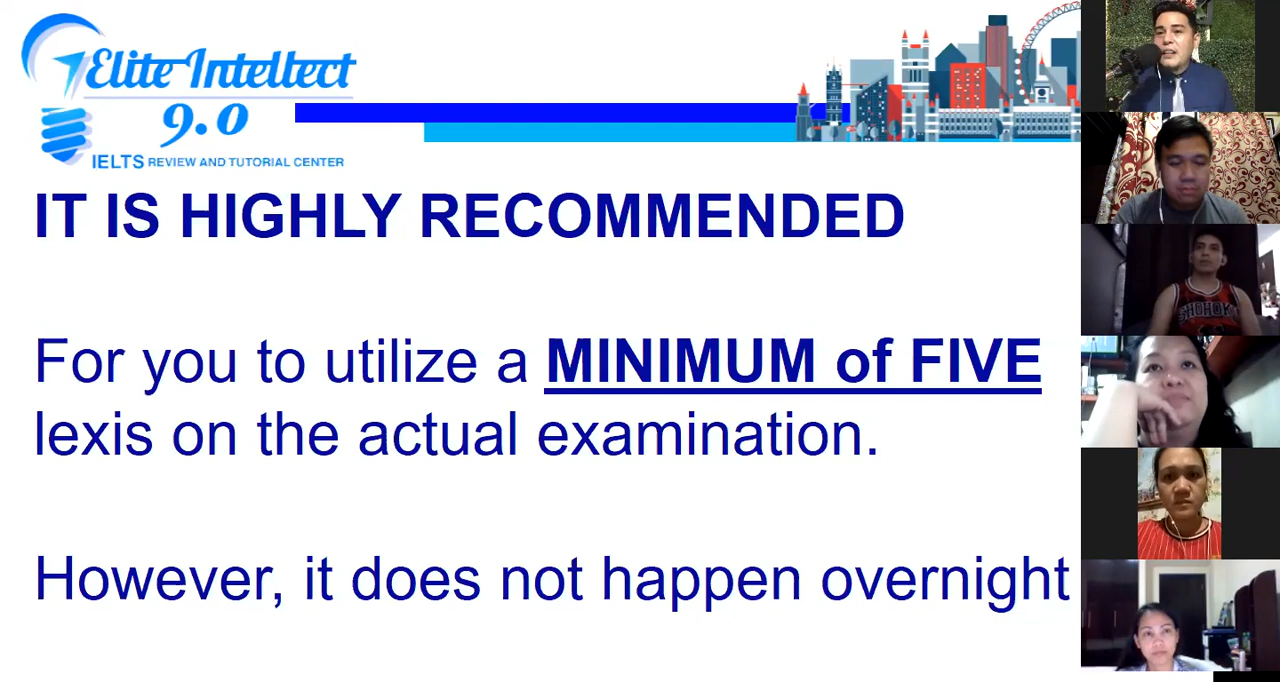 Elite Intellect
9.0
IELTS REVIEW AND TUTORIAL CENTER
IT IS HIGHLY RECOMMENDED
For you to utilize a MINIMUM of FIVE
lexis on the actual examination.
However, it does not happen overnight
SHOHOKU